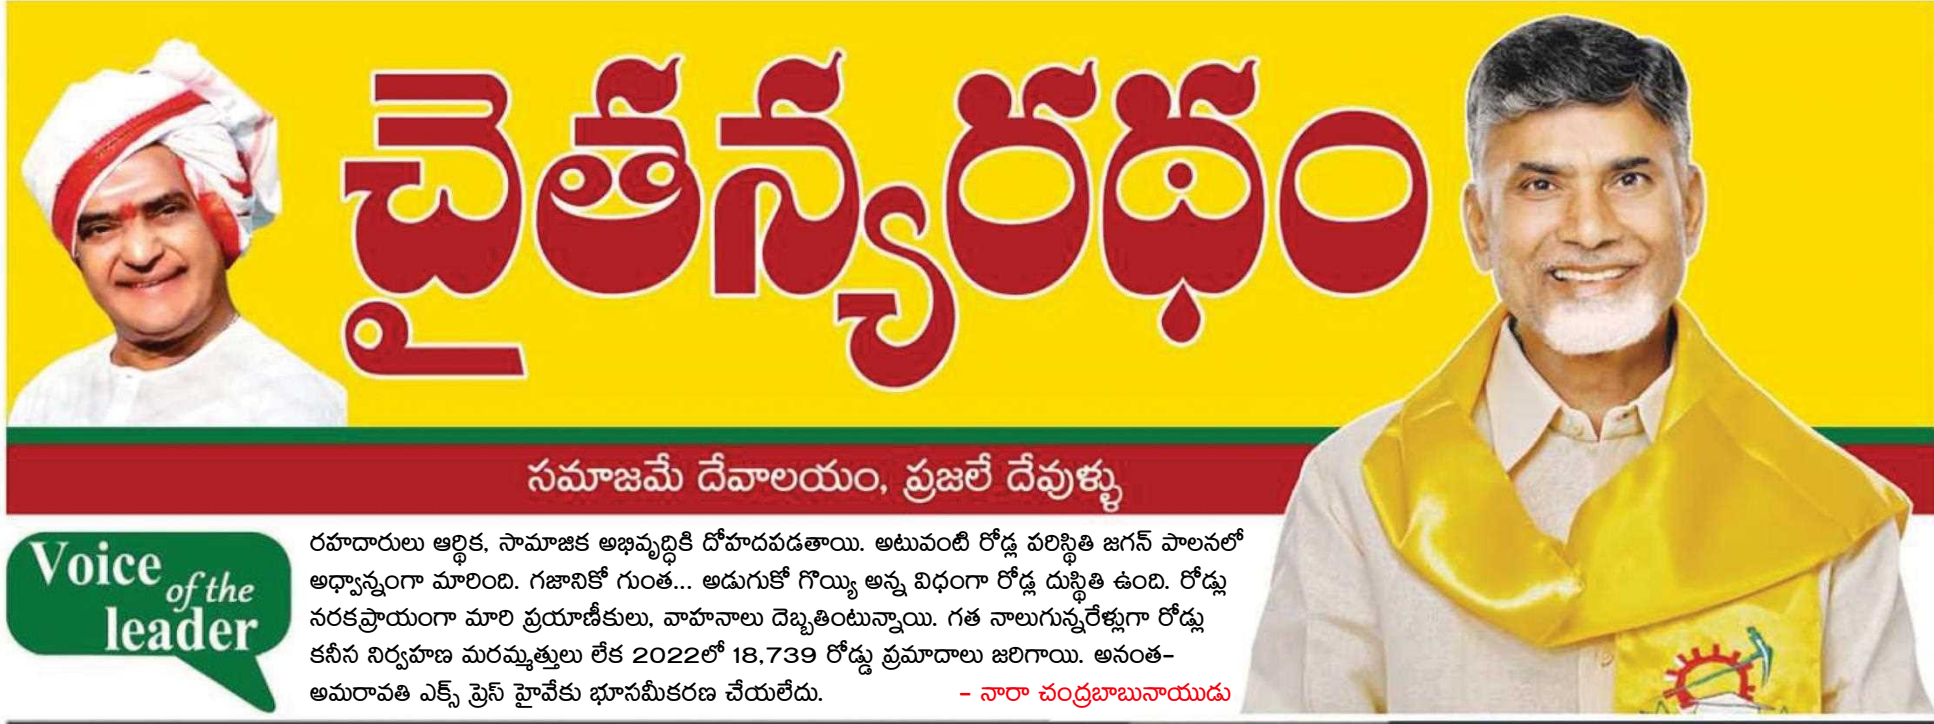 చైతన్యరథం
సమాజమే దేవాలయం, ప్రజలే దేవుళ్ళు
Voice of the
leader
రహదారులు ఆర్థిక, సామాజిక అభివృద్ధికి దోహదపడతాయి. అటువంటి రోడ్ల పరిస్థితి జగన్ పాలనలో
అధ్వాన్నంగా మారింది. గజానికో గుంత... అడుగుకో గొయ్యి అన్న విధంగా రోడ్ల దుస్థితి ఉంది. రోడ్లు
నరకప్రాయంగా మారి ప్రయాణీకులు, వాహనాలు దెబ్బతింటున్నాయి. గత నాలుగున్నరేళ్లుగా రోడ్లు
కనీస నిర్వహణ మరమ్మత్తులు లేక 2022లో 18,739 రోడ్డు ప్రమాదాలు జరిగాయి. అనంత-
అమరావతి ఎక్స్ ప్రెస్ హైవేకు భూసమీకరణ చేయలేదు. - నారా చంద్రబాబునాయుడు